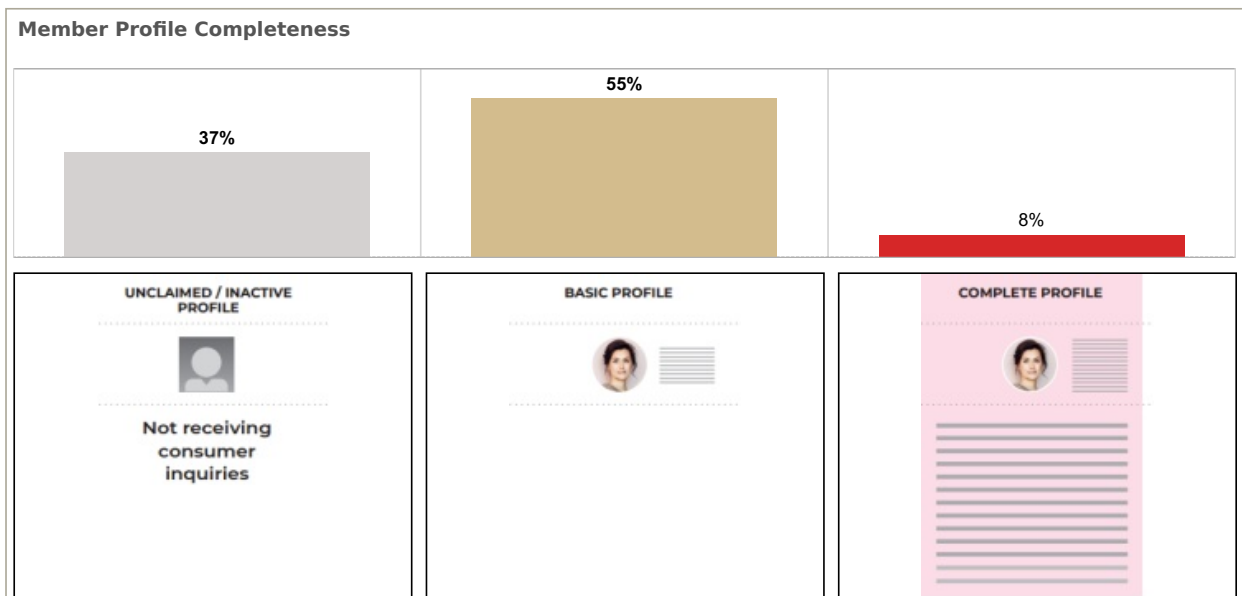 Member Profile Completeness
37%
55%
8%
UNCLAIMED / INACTIVE
PROFILE
Not receiving
consumer
inquiries
BASIC PROFILE
COMPLETE PROFILE